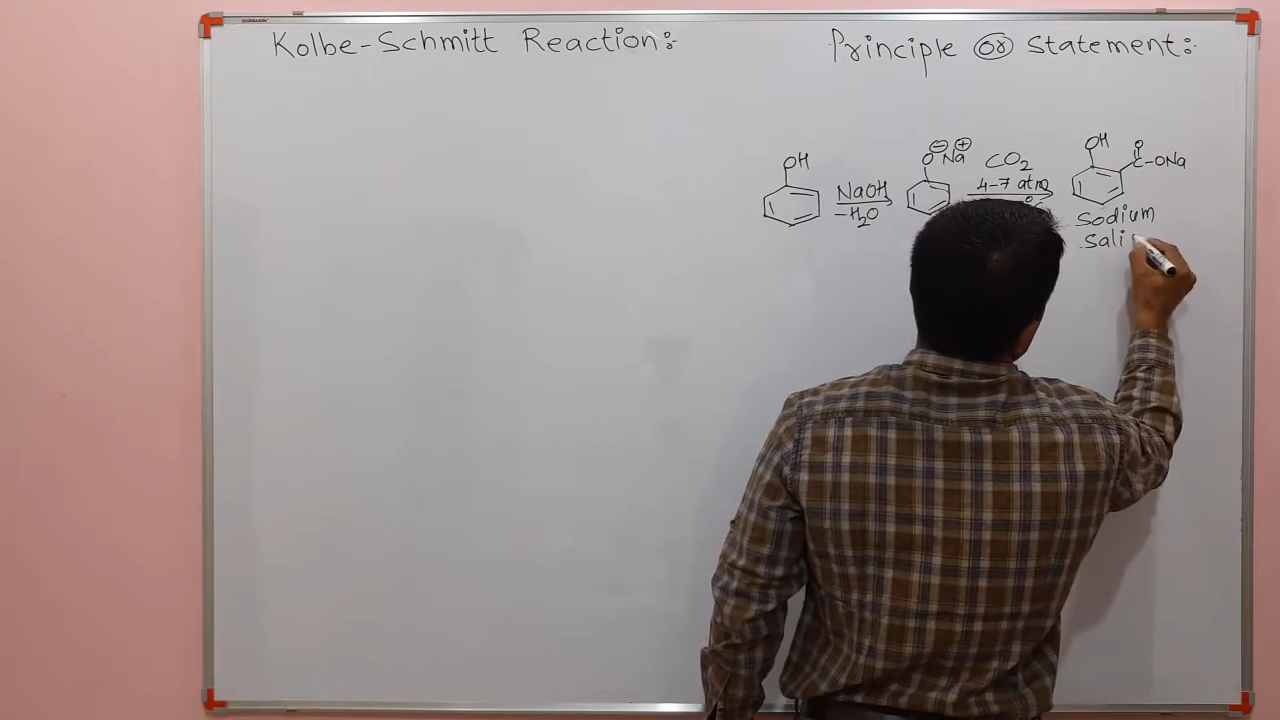 Kolbe-Schmitt Reaction:-
Principle or Statement:-
OH
NaOH
-H2O
⊖ ⊕
O Na
CO2
4-7 atm
OH
O
C-ONa
Sodium
Sali